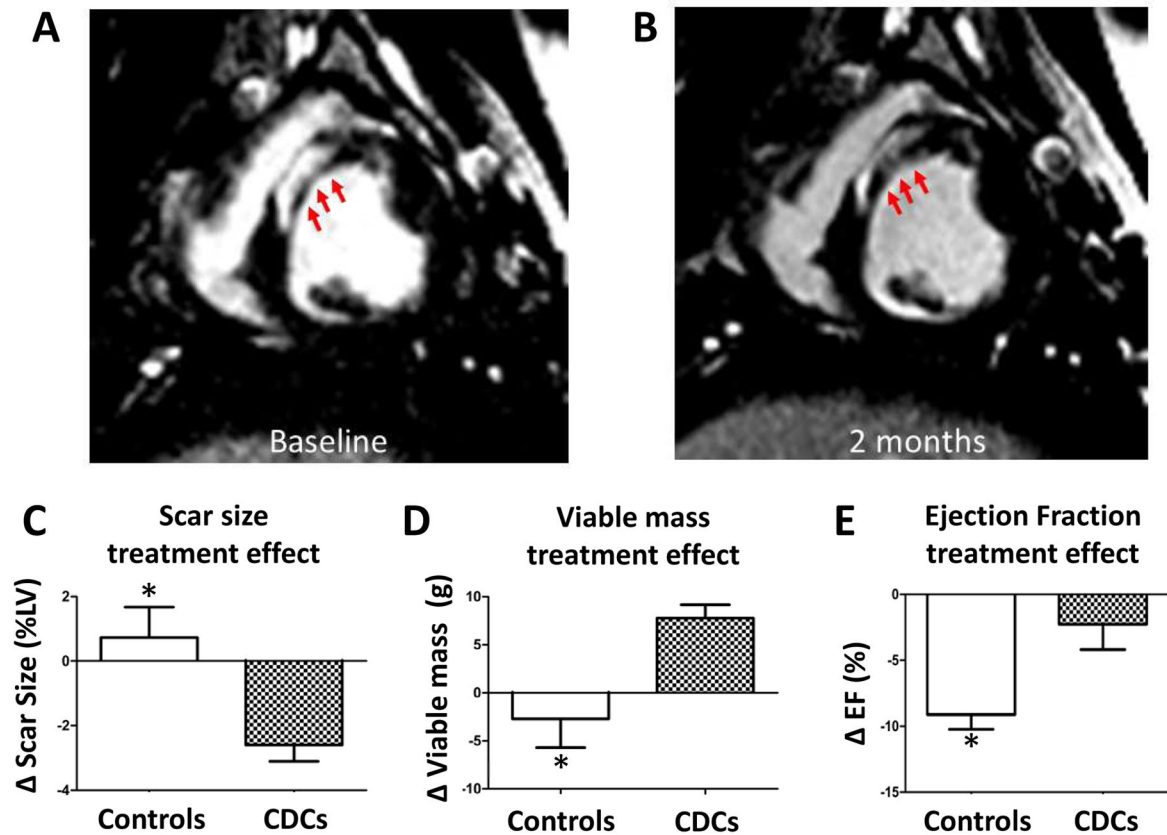 A
B
Baseline
2 months
C
Scar size
treatment effect
Δ Scar Size (%LV)
2
0
-2
-4
*
Controls
CDCs
D
Viable mass
treatment effect
Δ Viable mass (g)
10
5
0
-5
-10
*
Controls
CDCs
E
Ejection Fraction
treatment effect
Δ EF (%)
0
-5
-10
-15
*
Controls
CDCs